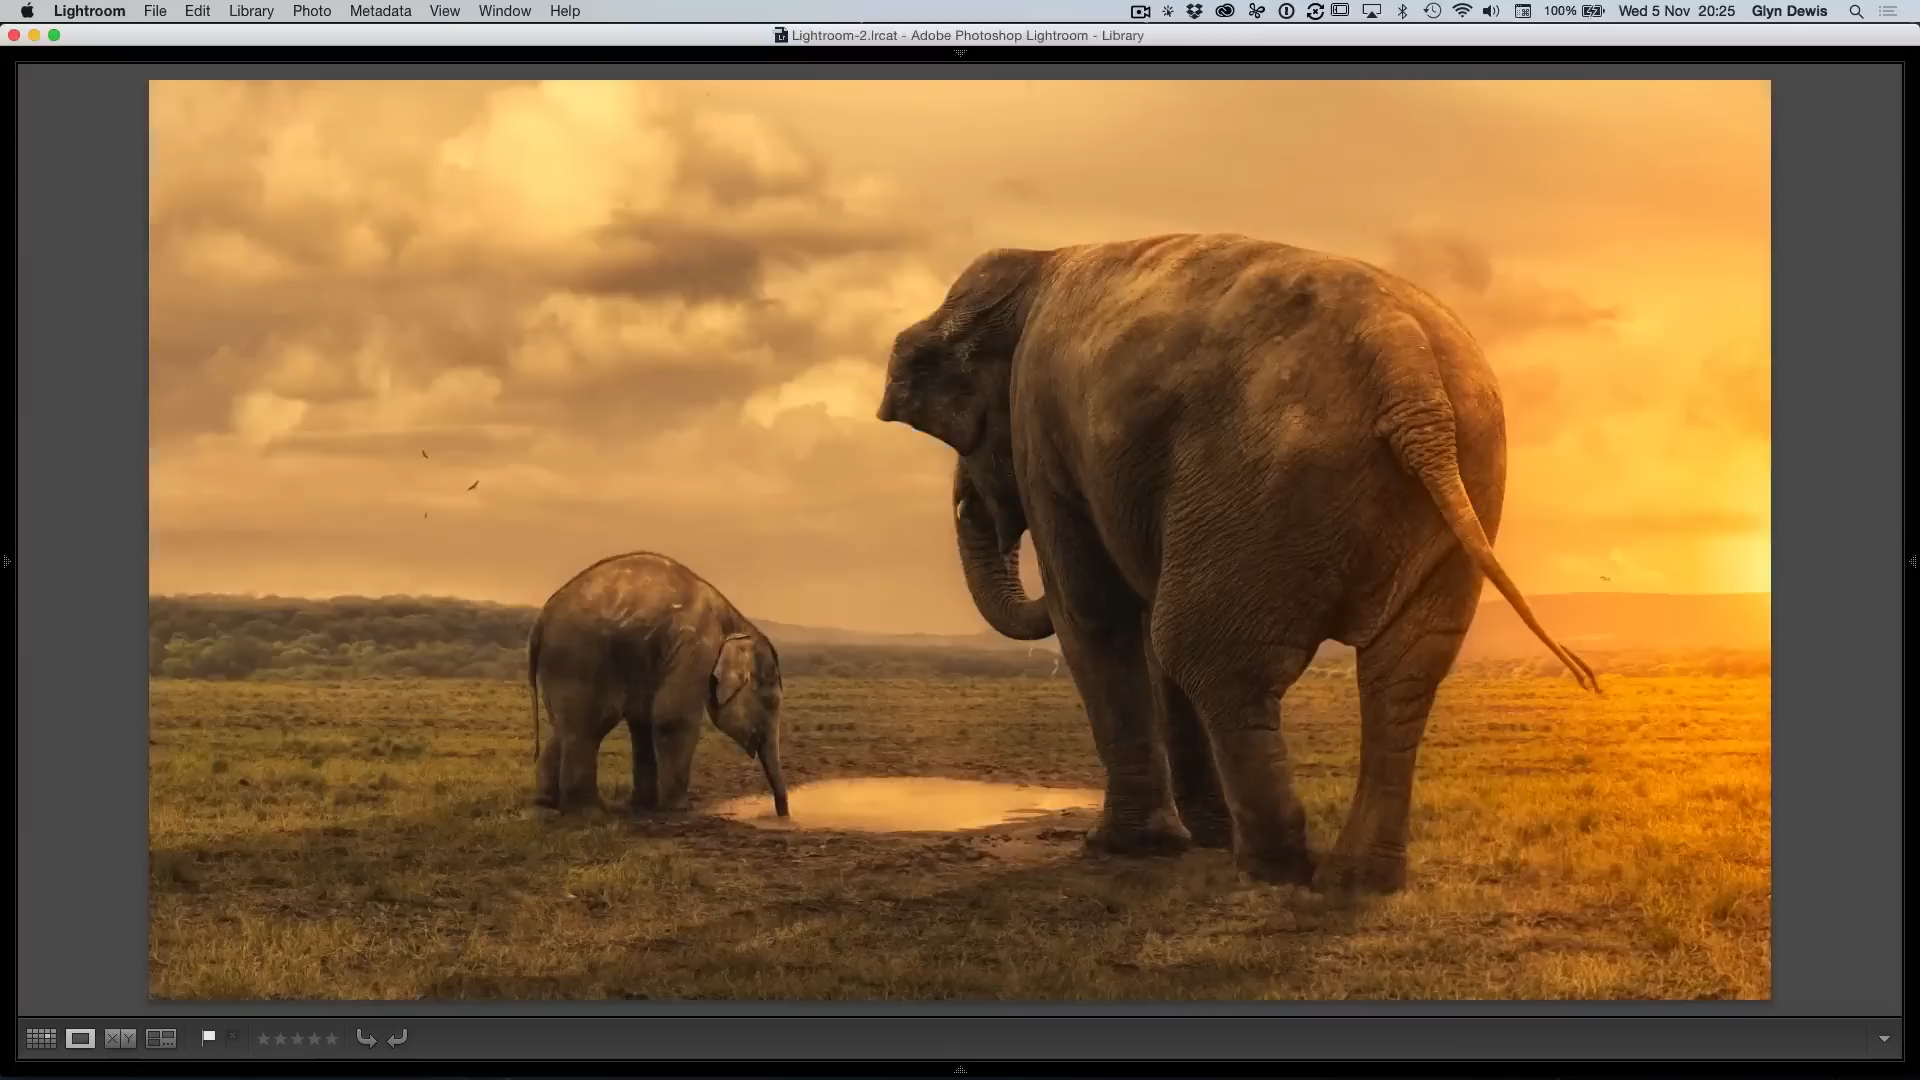 Lightroom File Edit Library Photo Metadata View Window Help 100% Wed 5 Nov 20:25 Glyn Dewis
Lightroom-2.lrcat - Adobe Photoshop Lightroom - Library
X Y